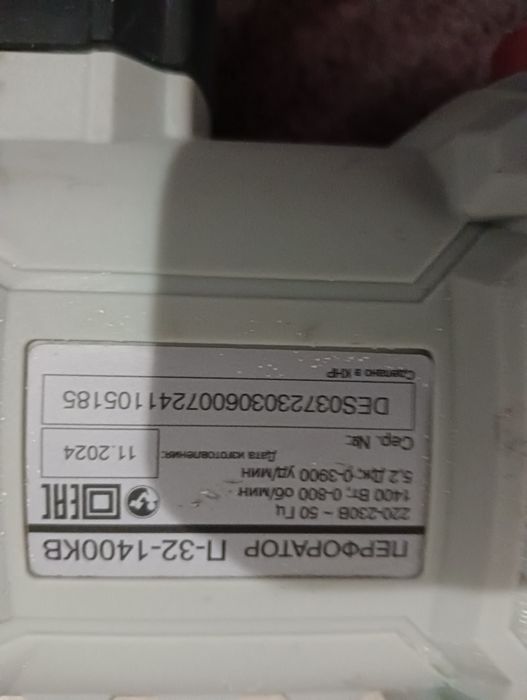 ПЕРФОРАТОР П-32-1400КВ
220-230В ~ 50 Гц
1400 Вт; 0-800 об/мин
5.2 Дж; 0-3900 уд/мин
EAC
Сер. №:
Дата изготовления:
11.2024
DES037230306007241105185
Сделано в КНР